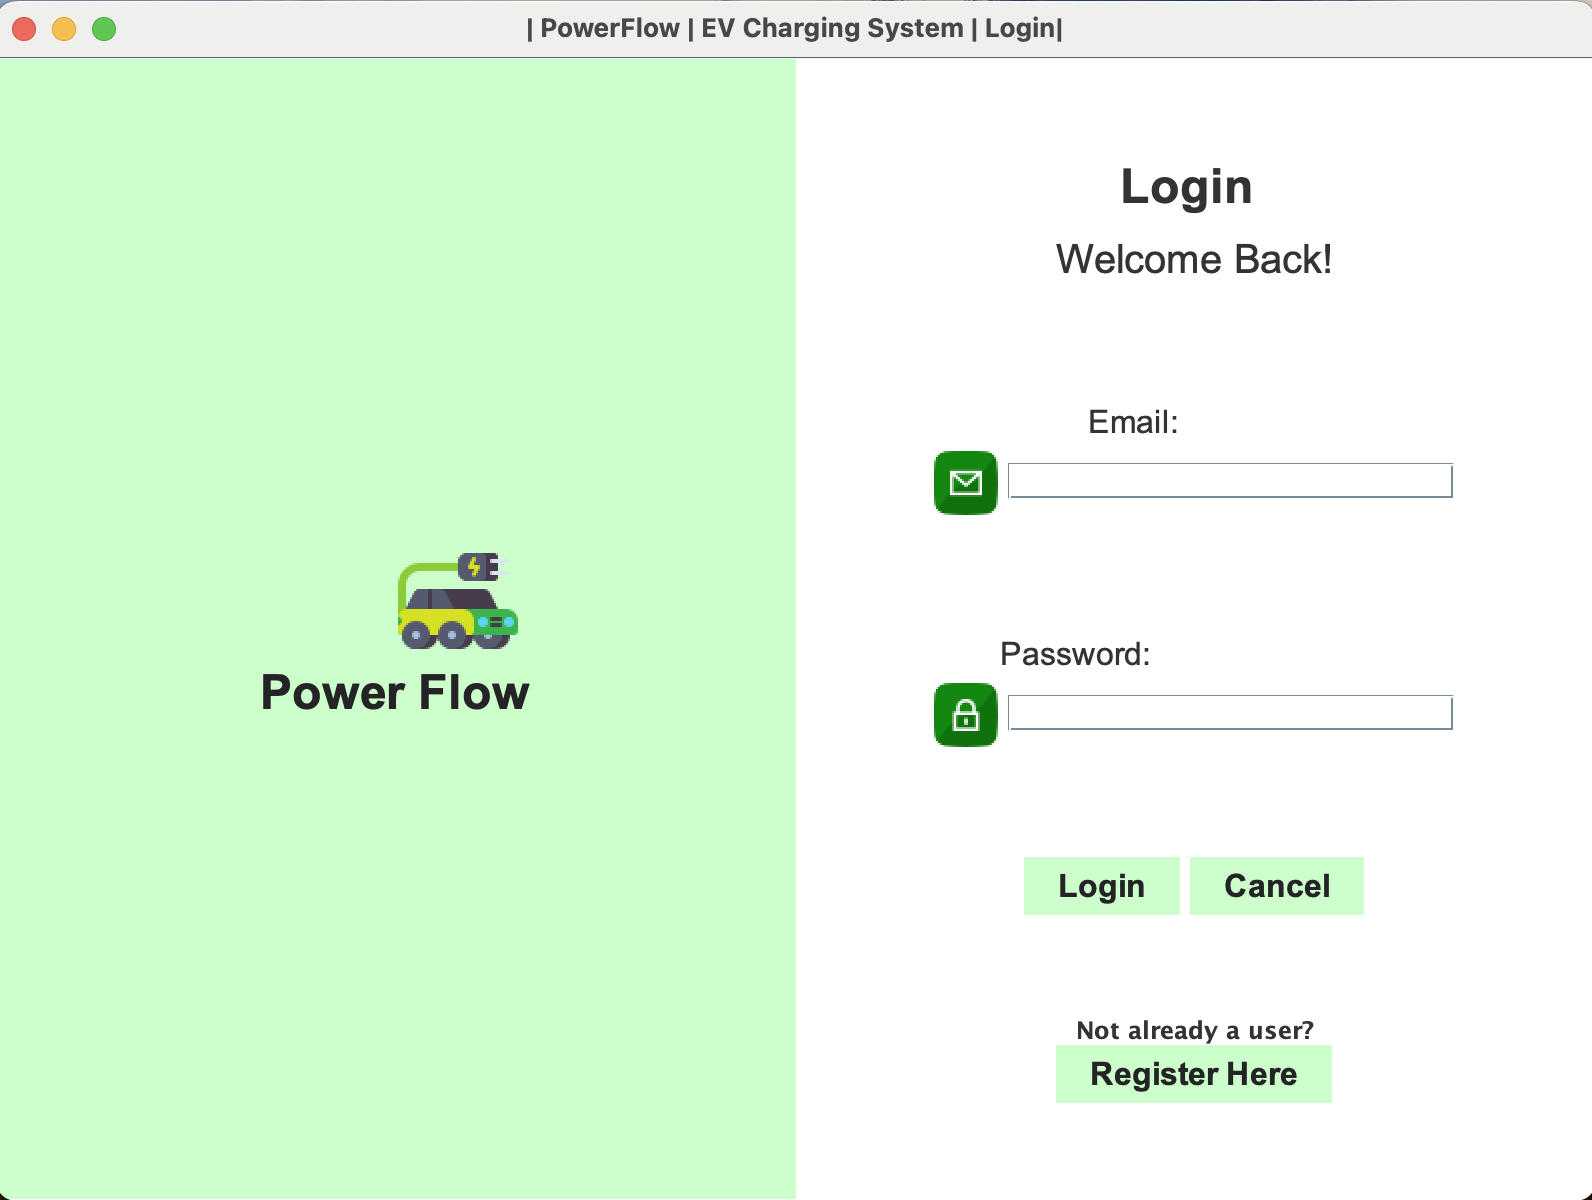 | PowerFlow | EV Charging System | Login|
Power Flow
Login
Welcome Back!
Email:
Password:
Login
Cancel
Not already a user?
Register Here